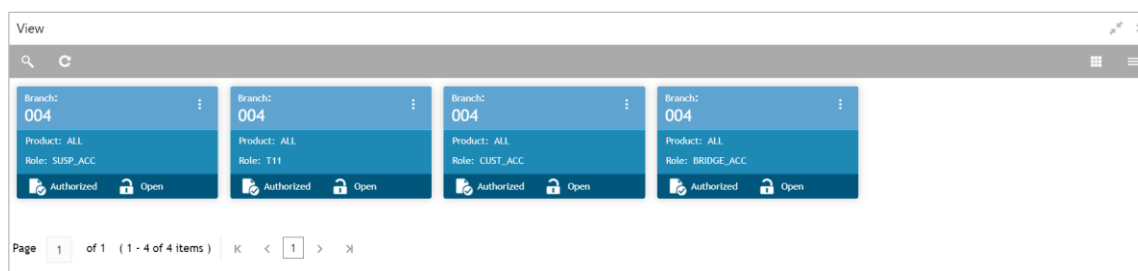 View
Branch:
004
Product: ALL
Role: SUSP_ACC
Authorized Open
Branch:
004
Product: ALL
Role: T11
Authorized Open
Branch:
004
Product: ALL
Role: CUST_ACC
Authorized Open
Branch:
004
Product: ALL
Role: BRIDGE_ACC
Authorized Open
Page 1 of 1 ( 1 - 4 of 4 items ) 1